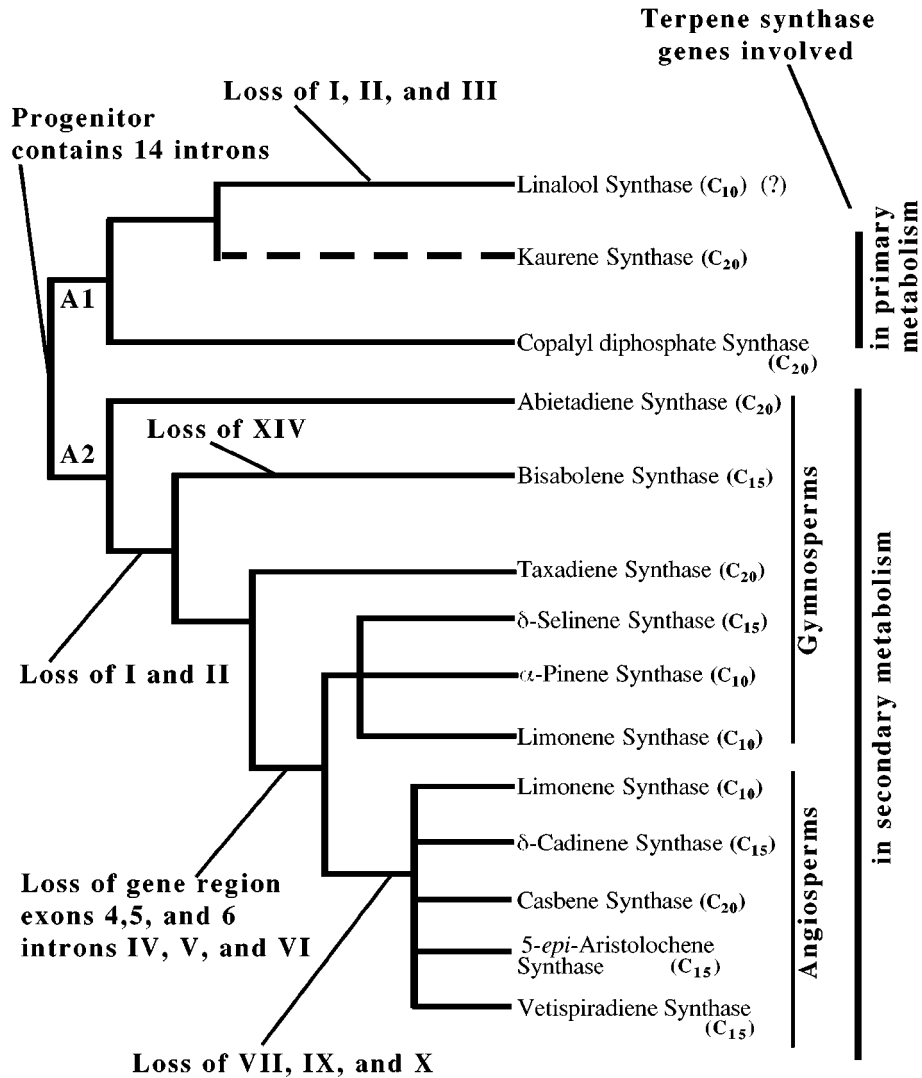 Terpene synthase
genes involved
Loss of I, II, and III
Progenitor
contains 14 introns
Linalool Synthase (C10) (?)
Kaurene Synthase (C20)
A1
Copalyl diphosphate Synthase
(C20)
in primary
metabolism
Abietadiene Synthase (C20)
Loss of XIV
A2
Bisabolene Synthase (C15)
Taxadiene Synthase (C20)
δ-Selinene Synthase (C15)
Loss of I and II
α-Pinene Synthase (C10)
Limonene Synthase (C10)
Gymnosperms
in secondary metabolism
Limonene Synthase (C10)
δ-Cadinene Synthase (C15)
Loss of gene region
exons 4,5, and 6
introns IV, V, and VI
Casbene Synthase (C20)
5-epi-Aristolochene
Synthase (C15)
Vetispiradiene Synthase
(C15)
Angiosperms
Loss of VII, IX, and X